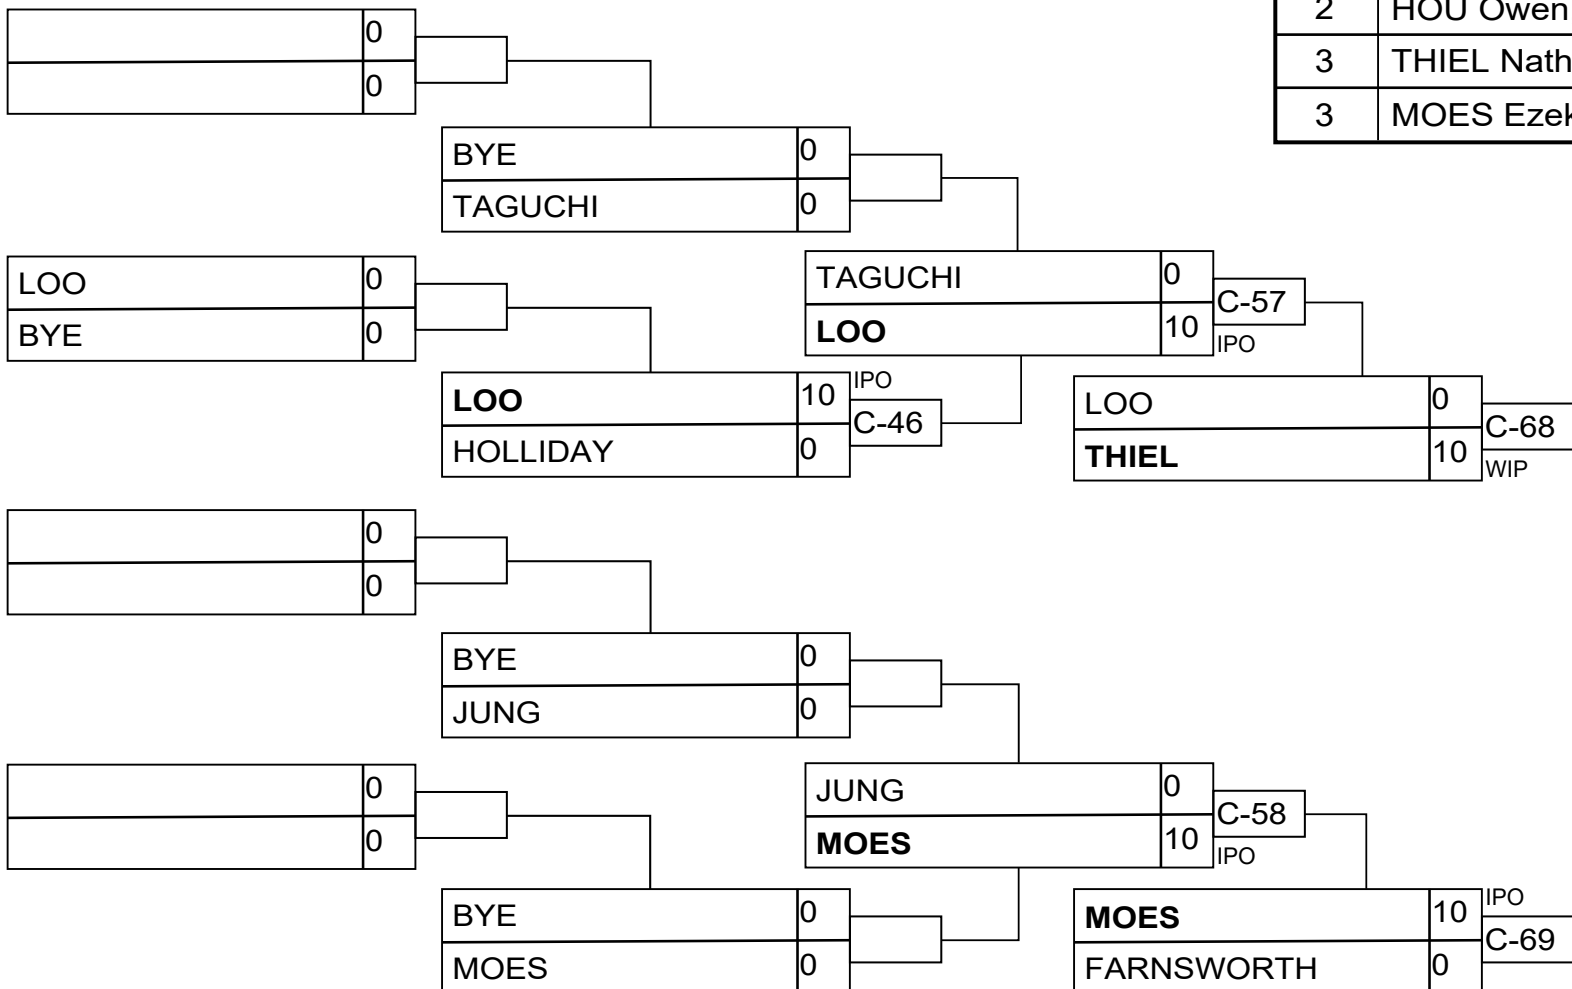 0
0
2 HOU Owen
3 THIEL Nath
3 MOES Ezek
BYE 0
TAGUCHI 0
LOO 0
BYE 0
TAGUCHI 0
LOO 10
C-57
IPO
LOO 10
HOLLIDAY 0
IPO
C-46
LOO 0
THIEL 10
C-68
WIP
0
0
BYE 0
JUNG 0
0
0
JUNG 0
MOES 10
C-58
IPO
BYE 0
MOES 0
MOES 10
FARNSWORTH 0
IPO
C-69